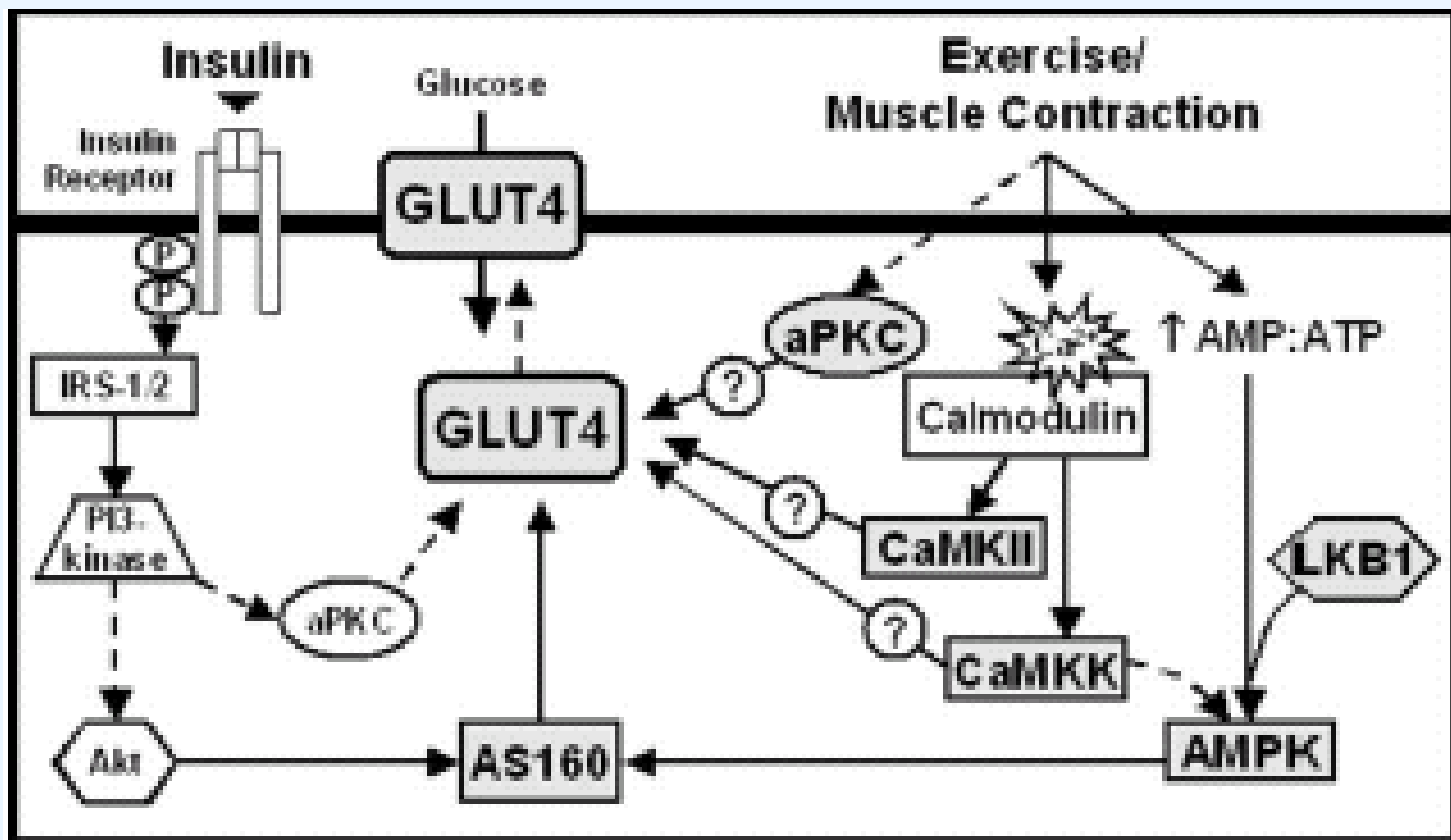 Insulin
Glucose
Exercise/
Muscle Contraction
Insulin
Receptor
GLUT4
P
P
aPKC
Ca²⁺
↑ AMP:ATP
IRS-1/2
?
GLUT4
Calmodulin
?
CaMKII
PI3-
kinase
LKB1
aPKC
?
CaMKK
Akt
AS160
AMPK